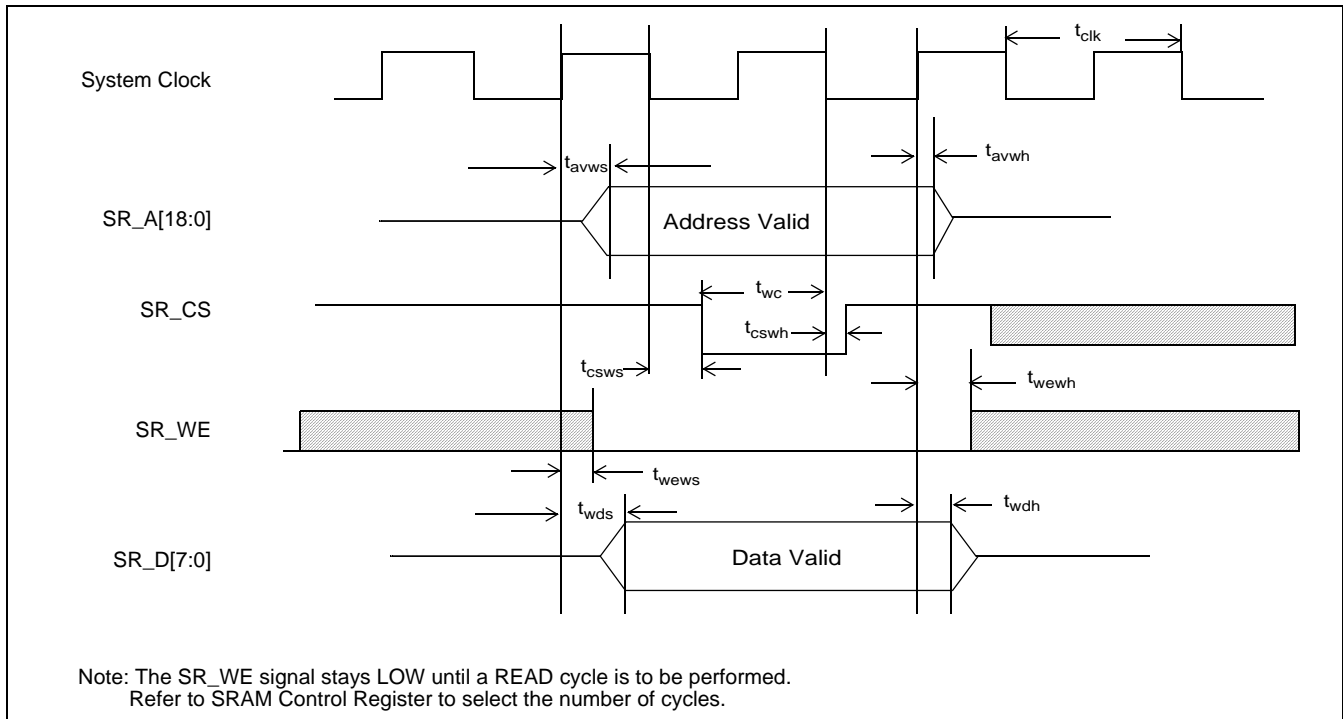 System Clock
t_clk
t_avws
t_avwh
SR_A[18:0]
Address Valid
SR_CS
t_wc
t_cswh
t_csws
t_wewh
SR_WE
t_wews
t_wds
t_wdh
SR_D[7:0]
Data Valid
Note: The SR_WE signal stays LOW until a READ cycle is to be performed.
Refer to SRAM Control Register to select the number of cycles.